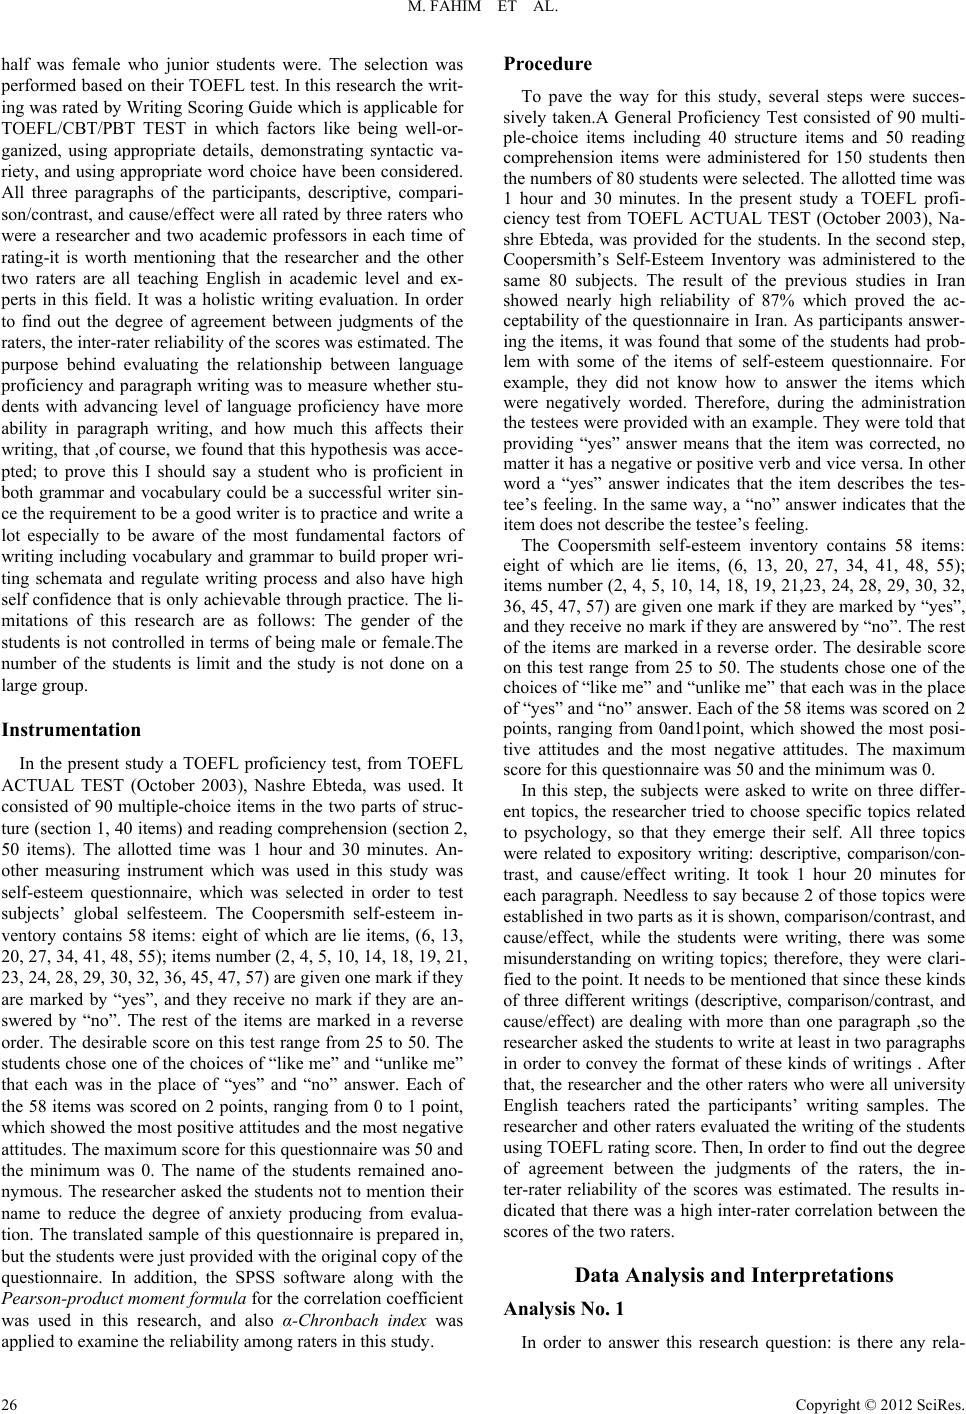 M. FAHIM ET AL.
half was female who junior students were. The selection was
performed based on their TOEFL test. In this research the writ-
ing was rated by Writing Scoring Guide which is applicable for
TOEFL/CBT/PBT TEST in which factors like being well-or-
ganized, using appropriate details, demonstrating syntactic va-
riety, and using appropriate word choice have been considered.
All three paragraphs of the participants, descriptive, compari-
son/contrast, and cause/effect were all rated by three raters who
were a researcher and two academic professors in each time of
rating-it is worth mentioning that the researcher and the other
two raters are all teaching English in academic level and ex-
perts in this field. It was a holistic writing evaluation. In order
to find out the degree of agreement between judgments of the
raters, the inter-rater reliability of the scores was estimated. The
purpose behind evaluating the relationship between language
proficiency and paragraph writing was to measure whether stu-
dents with advancing level of language proficiency have more
ability in paragraph writing, and how much this affects their
writing, that ,of course, we found that this hypothesis was acce-
pted; to prove this I should say a student who is proficient in
both grammar and vocabulary could be a successful writer sin-
ce the requirement to be a good writer is to practice and write a
lot especially to be aware of the most fundamental factors of
writing including vocabulary and grammar to build proper wri-
ting schemata and regulate writing process and also have high
self confidence that is only achievable through practice. The li-
mitations of this research are as follows: The gender of the
students is not controlled in terms of being male or female.The
number of the students is limit and the study is not done on a
large group.
Instrumentation
In the present study a TOEFL proficiency test, from TOEFL
ACTUAL TEST (October 2003), Nashre Ebteda, was used. It
consisted of 90 multiple-choice items in the two parts of struc-
ture (section 1, 40 items) and reading comprehension (section 2,
50 items). The allotted time was 1 hour and 30 minutes. An-
other measuring instrument which was used in this study was
self-esteem questionnaire, which was selected in order to test
subjects’ global selfesteem. The Coopersmith self-esteem in-
ventory contains 58 items: eight of which are lie items, (6, 13,
20, 27, 34, 41, 48, 55); items number (2, 4, 5, 10, 14, 18, 19, 21,
23, 24, 28, 29, 30, 32, 36, 45, 47, 57) are given one mark if they
are marked by “yes”, and they receive no mark if they are an-
swered by “no”. The rest of the items are marked in a reverse
order. The desirable score on this test range from 25 to 50. The
students chose one of the choices of “like me” and “unlike me”
that each was in the place of “yes” and “no” answer. Each of
the 58 items was scored on 2 points, ranging from 0 to 1 point,
which showed the most positive attitudes and the most negative
attitudes. The maximum score for this questionnaire was 50 and
the minimum was 0. The name of the students remained ano-
nymous. The researcher asked the students not to mention their
name to reduce the degree of anxiety producing from evalua-
tion. The translated sample of this questionnaire is prepared in,
but the students were just provided with the original copy of the
questionnaire. In addition, the SPSS software along with the
Pearson-product moment formula for the correlation coefficient
was used in this research, and also α-Chronbach index was
applied to examine the reliability among raters in this study.
Procedure
To pave the way for this study, several steps were succes-
sively taken.A General Proficiency Test consisted of 90 multi-
ple-choice items including 40 structure items and 50 reading
comprehension items were administered for 150 students then
the numbers of 80 students were selected. The allotted time was
1 hour and 30 minutes. In the present study a TOEFL profi-
ciency test from TOEFL ACTUAL TEST (October 2003), Na-
shre Ebteda, was provided for the students. In the second step,
Coopersmith’s Self-Esteem Inventory was administered to the
same 80 subjects. The result of the previous studies in Iran
showed nearly high reliability of 87% which proved the ac-
ceptability of the questionnaire in Iran. As participants answer-
ing the items, it was found that some of the students had prob-
lem with some of the items of self-esteem questionnaire. For
example, they did not know how to answer the items which
were negatively worded. Therefore, during the administration
the testees were provided with an example. They were told that
providing “yes” answer means that the item was corrected, no
matter it has a negative or positive verb and vice versa. In other
word a “yes” answer indicates that the item describes the tes-
tee’s feeling. In the same way, a “no” answer indicates that the
item does not describe the testee’s feeling.
The Coopersmith self-esteem inventory contains 58 items:
eight of which are lie items, (6, 13, 20, 27, 34, 41, 48, 55);
items number (2, 4, 5, 10, 14, 18, 19, 21,23, 24, 28, 29, 30, 32,
36, 45, 47, 57) are given one mark if they are marked by “yes”,
and they receive no mark if they are answered by “no”. The rest
of the items are marked in a reverse order. The desirable score
on this test range from 25 to 50. The students chose one of the
choices of “like me” and “unlike me” that each was in the place
of “yes” and “no” answer. Each of the 58 items was scored on 2
points, ranging from 0and1point, which showed the most posi-
tive attitudes and the most negative attitudes. The maximum
score for this questionnaire was 50 and the minimum was 0.
In this step, the subjects were asked to write on three differ-
ent topics, the researcher tried to choose specific topics related
to psychology, so that they emerge their self. All three topics
were related to expository writing: descriptive, comparison/con-
trast, and cause/effect writing. It took 1 hour 20 minutes for
each paragraph. Needless to say because 2 of those topics were
established in two parts as it is shown, comparison/contrast, and
cause/effect, while the students were writing, there was some
misunderstanding on writing topics; therefore, they were clari-
fied to the point. It needs to be mentioned that since these kinds
of three different writings (descriptive, comparison/contrast, and
cause/effect) are dealing with more than one paragraph ,so the
researcher asked the students to write at least in two paragraphs
in order to convey the format of these kinds of writings . After
that, the researcher and the other raters who were all university
English teachers rated the participants’ writing samples. The
researcher and other raters evaluated the writing of the students
using TOEFL rating score. Then, In order to find out the degree
of agreement between the judgments of the raters, the in-
ter-rater reliability of the scores was estimated. The results in-
dicated that there was a high inter-rater correlation between the
scores of the two raters.
Data Analysis and Interpretations
Analysis No. 1
In order to answer this research question: is there any rela-
26
Copyright © 2012 SciRes.